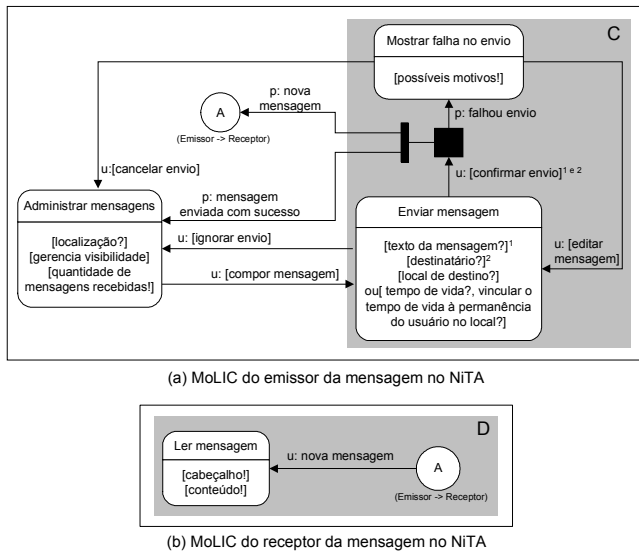 C
Mostrar falha no envio
[possíveis motivos!]
p: nova
mensagem
A
(Emissor -> Receptor)
p: falhou envio
u:[cancelar envio]
u: [confirmar envio]¹ ᵉ ²
Administrar mensagens
[localização?]
[gerencia visibilidade]
[quantidade de
mensagens recebidas!]
p: mensagem
enviada com sucesso
u: [ignorar envio]
u: [compor mensagem]
Enviar mensagem
[texto da mensagem?]¹
[destinatário?]²
[local de destino?]
ou[ tempo de vida?, vincular o
tempo de vida à permanência
do usuário no local?]
u: [editar
mensagem]
(a) MoLIC do emissor da mensagem no NiTA
D
Ler mensagem
[cabeçalho!]
[conteúdo!]
u: nova mensagem
A
(Emissor -> Receptor)
(b) MoLIC do receptor da mensagem no NiTA